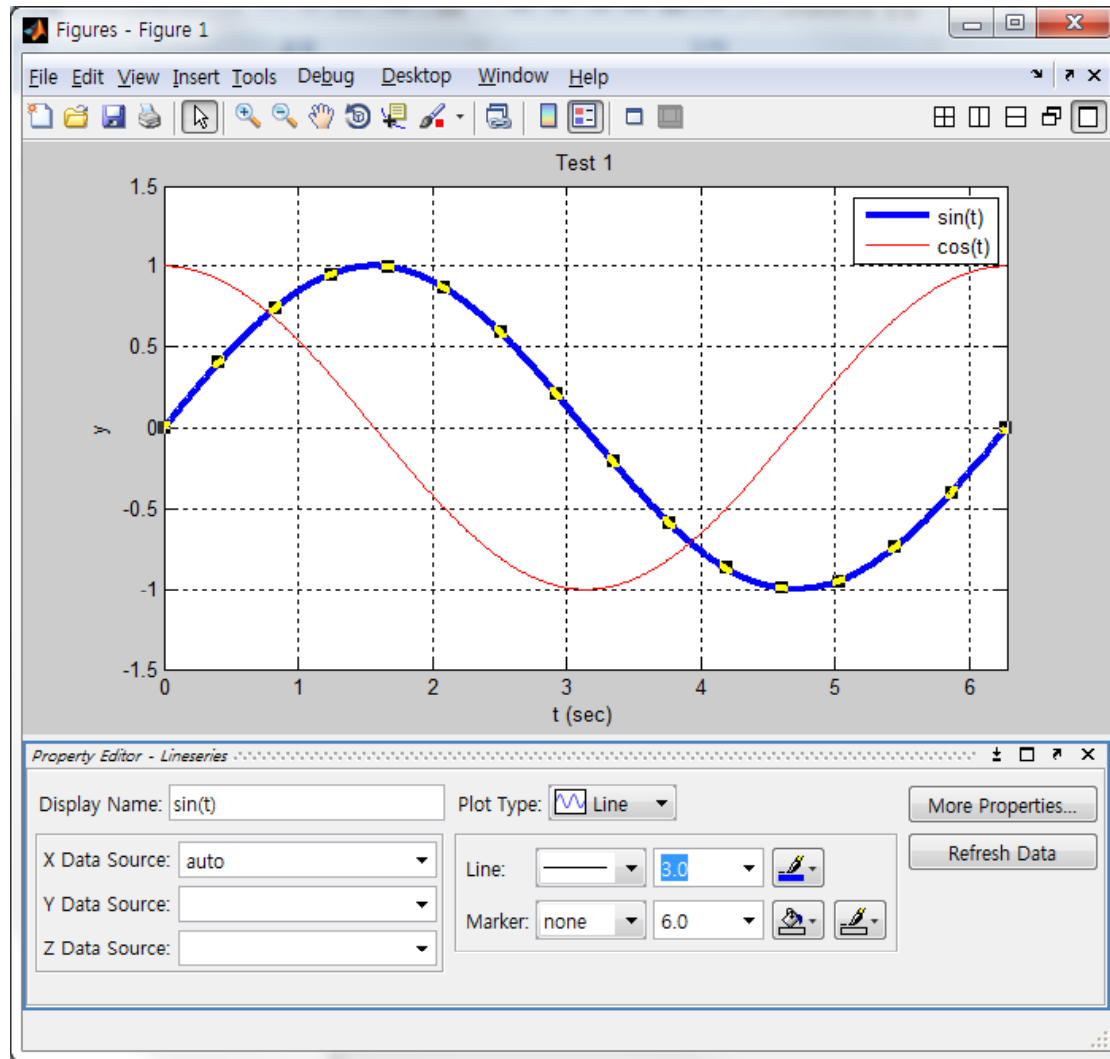 Figures - Figure 1
File Edit View Insert Tools Debug Desktop Window Help
Test 1
1.5
1
0.5
0
-0.5
-1
-1.5
y
sin(t)
cos(t)
0 1 2 3 4 5 6
t (sec)
Property Editor - Lineseries
Display Name: sin(t)
Plot Type: Line
More Properties...
X Data Source: auto
Line: 3.0
Refresh Data
Y Data Source:
Marker: none 6.0
Z Data Source: